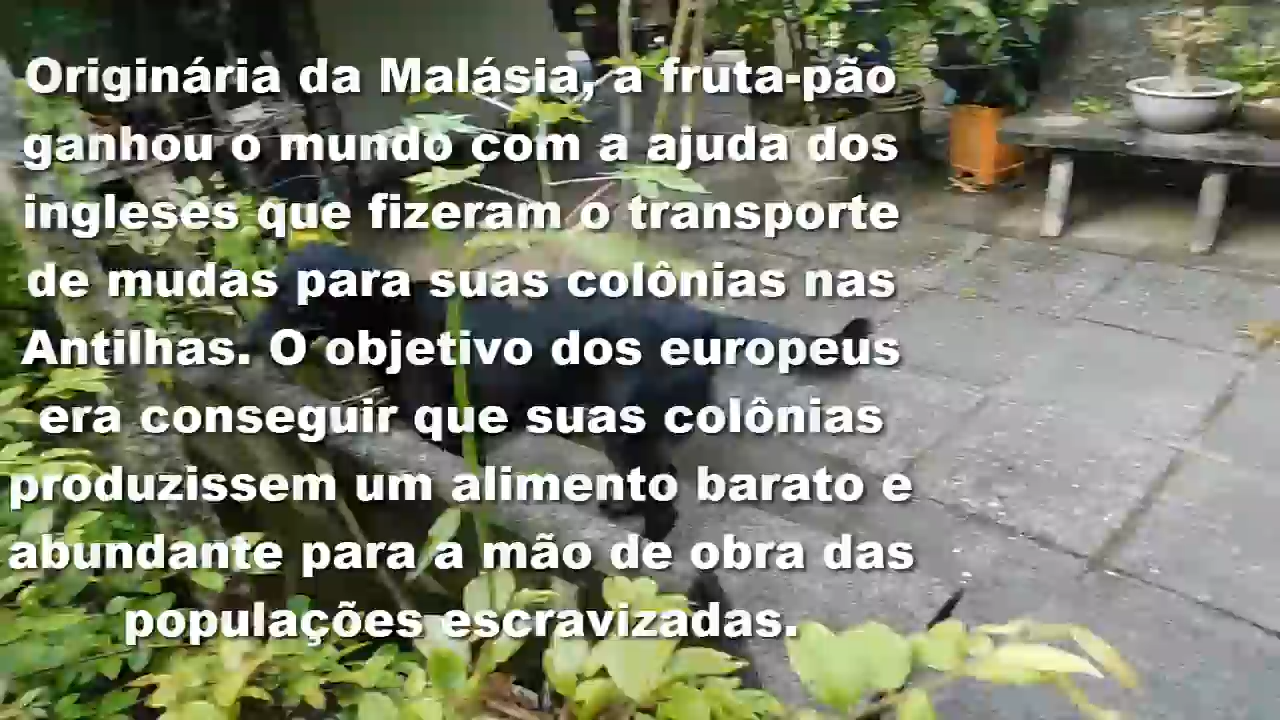 Originária da Malásia, a fruta-pão
ganhou o mundo com a ajuda dos
ingleses que fizeram o transporte
de mudas para suas colônias nas
Antilhas. O objetivo dos europeus
era conseguir que suas colônias
produzissem um alimento barato e
abundante para a mão de obra das
populações escravizadas.